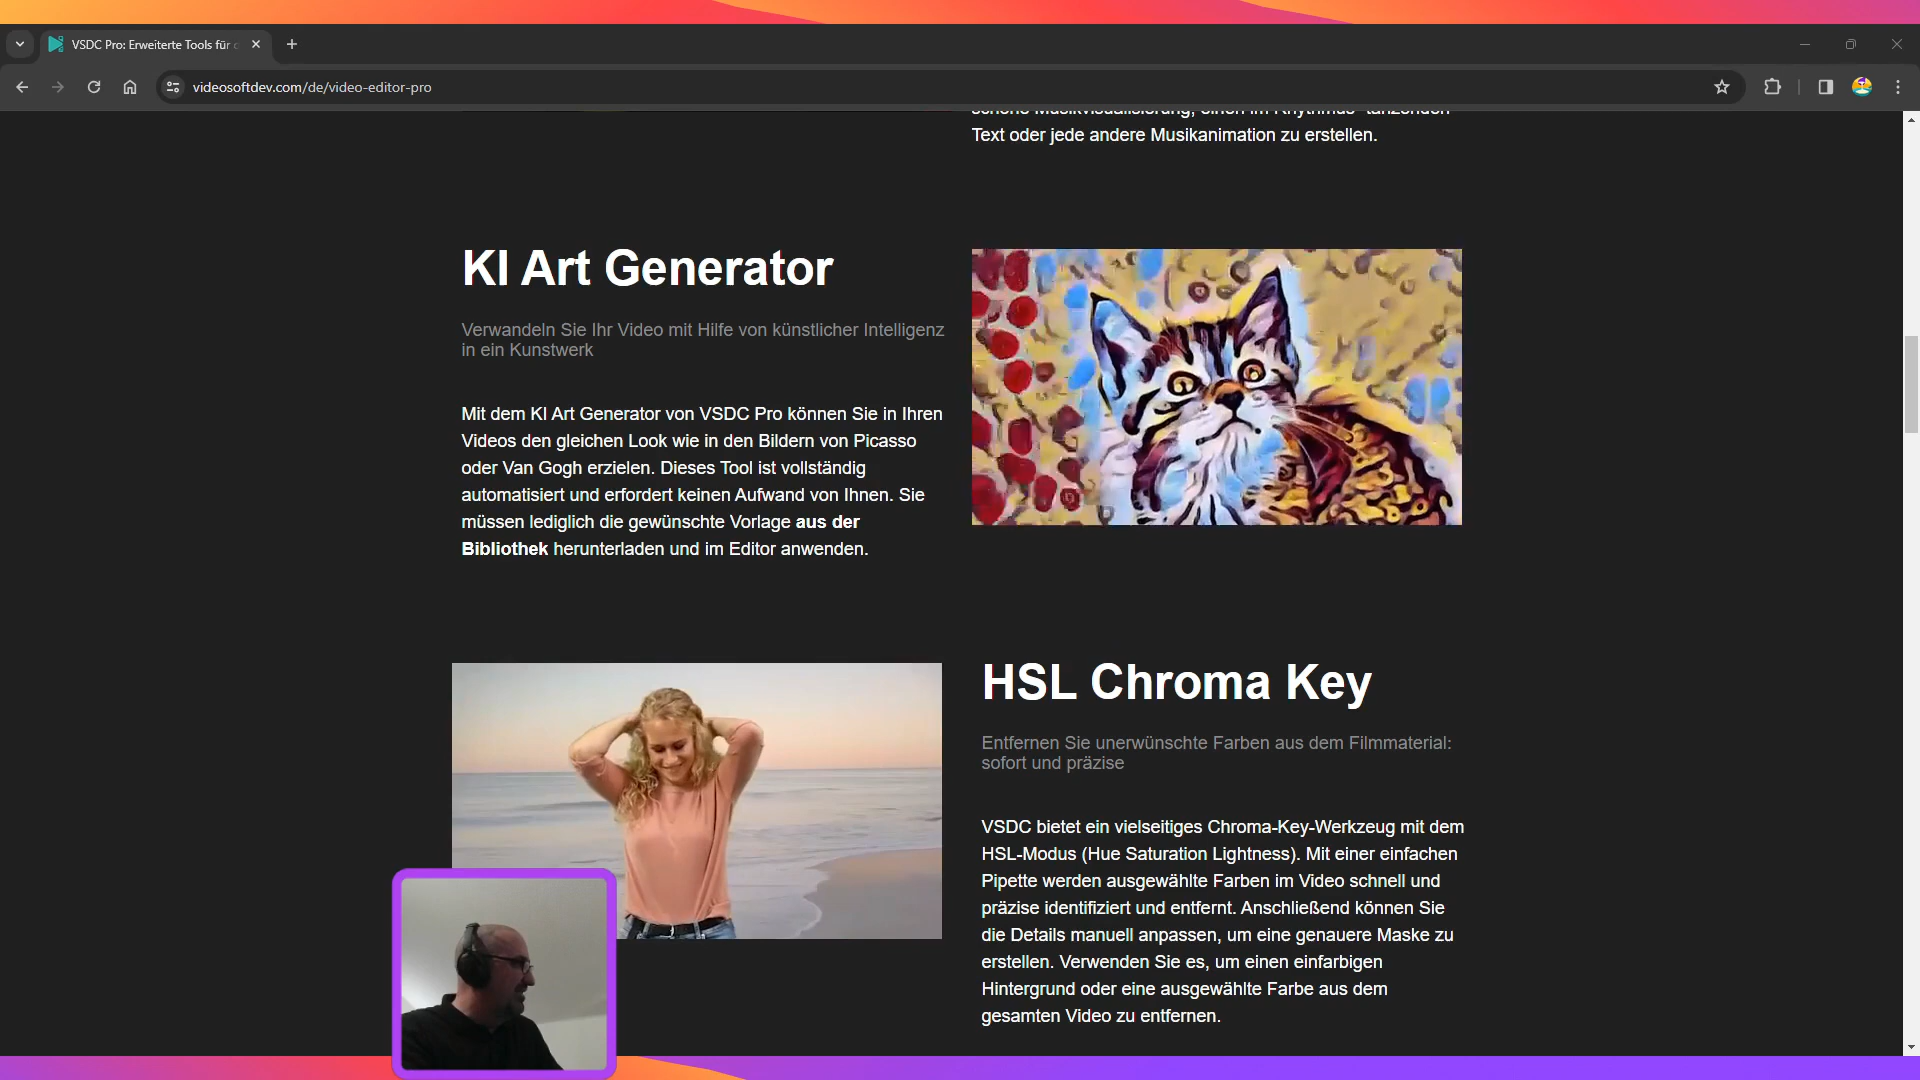 VSDC Pro: Erweiterte Tools für
videosoftdev.com/de/video-editor-pro
Text oder jede andere Musikanimation zu erstellen.
KI Art Generator
Verwandeln Sie Ihr Video mit Hilfe von künstlicher Intelligenz
in ein Kunstwerk
Mit dem KI Art Generator von VSDC Pro können Sie in Ihren
Videos den gleichen Look wie in den Bildern von Picasso
oder Van Gogh erzielen. Dieses Tool ist vollständig
automatisiert und erfordert keinen Aufwand von Ihnen. Sie
müssen lediglich die gewünschte Vorlage aus der
Bibliothek herunterladen und im Editor anwenden.
HSL Chroma Key
Entfernen Sie unerwünschte Farben aus dem Filmmaterial:
sofort und präzise
VSDC bietet ein vielseitiges Chroma-Key-Werkzeug mit dem
HSL-Modus (Hue Saturation Lightness). Mit einer einfachen
Pipette werden ausgewählte Farben im Video schnell und
präzise identifiziert und entfernt. Anschließend können Sie
die Details manuell anpassen, um eine genauere Maske zu
erstellen. Verwenden Sie es, um einen einfarbigen
Hintergrund oder eine ausgewählte Farbe aus dem
gesamten Video zu entfernen.